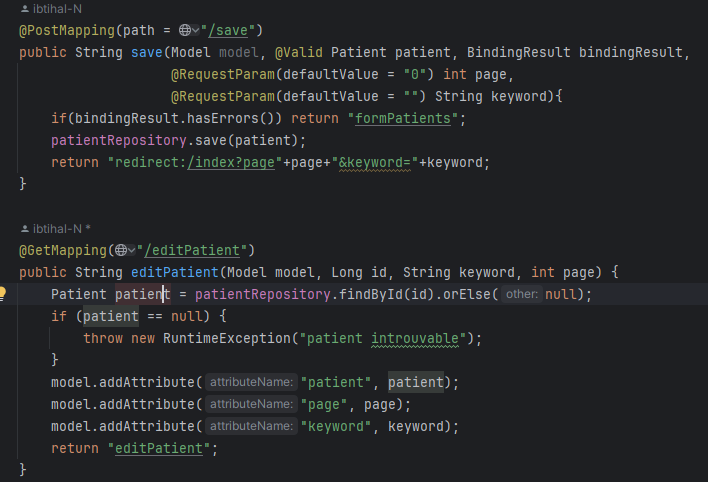 ibtihal-N
@PostMapping(path = "/save")
public String save(Model model, @Valid Patient patient, BindingResult bindingResult,
@RequestParam(defaultValue = "0") int page,
@RequestParam(defaultValue = "") String keyword){
if(bindingResult.hasErrors()) return "formPatients";
patientRepository.save(patient);
return "redirect:/index?page"+page+"&keyword="+keyword;
}
ibtihal-N *
@GetMapping("/editPatient")
public String editPatient(Model model, Long id, String keyword, int page) {
Patient patient = patientRepository.findById(id).orElse( other: null);
if (patient == null) {
throw new RuntimeException("patient introuvable");
}
model.addAttribute( attributeName: "patient", patient);
model.addAttribute( attributeName: "page", page);
model.addAttribute( attributeName: "keyword", keyword);
return "editPatient";
}